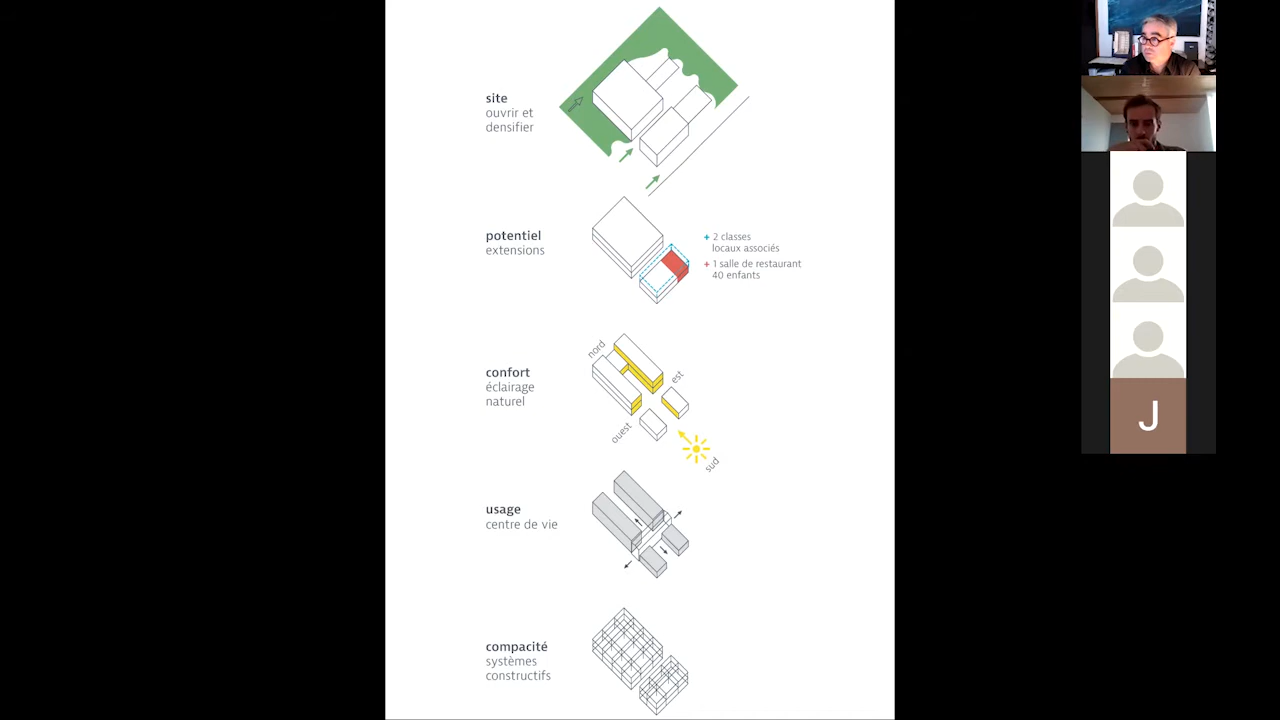 site
ouvrir et
densifier
potentiel
extensions
+ 2 classes
locaux associés
+ 1 salle de restaurant
40 enfants
confort
éclairage
naturel
nord
est
ouest
sud
usage
centre de vie
compacité
systèmes
constructifs
J